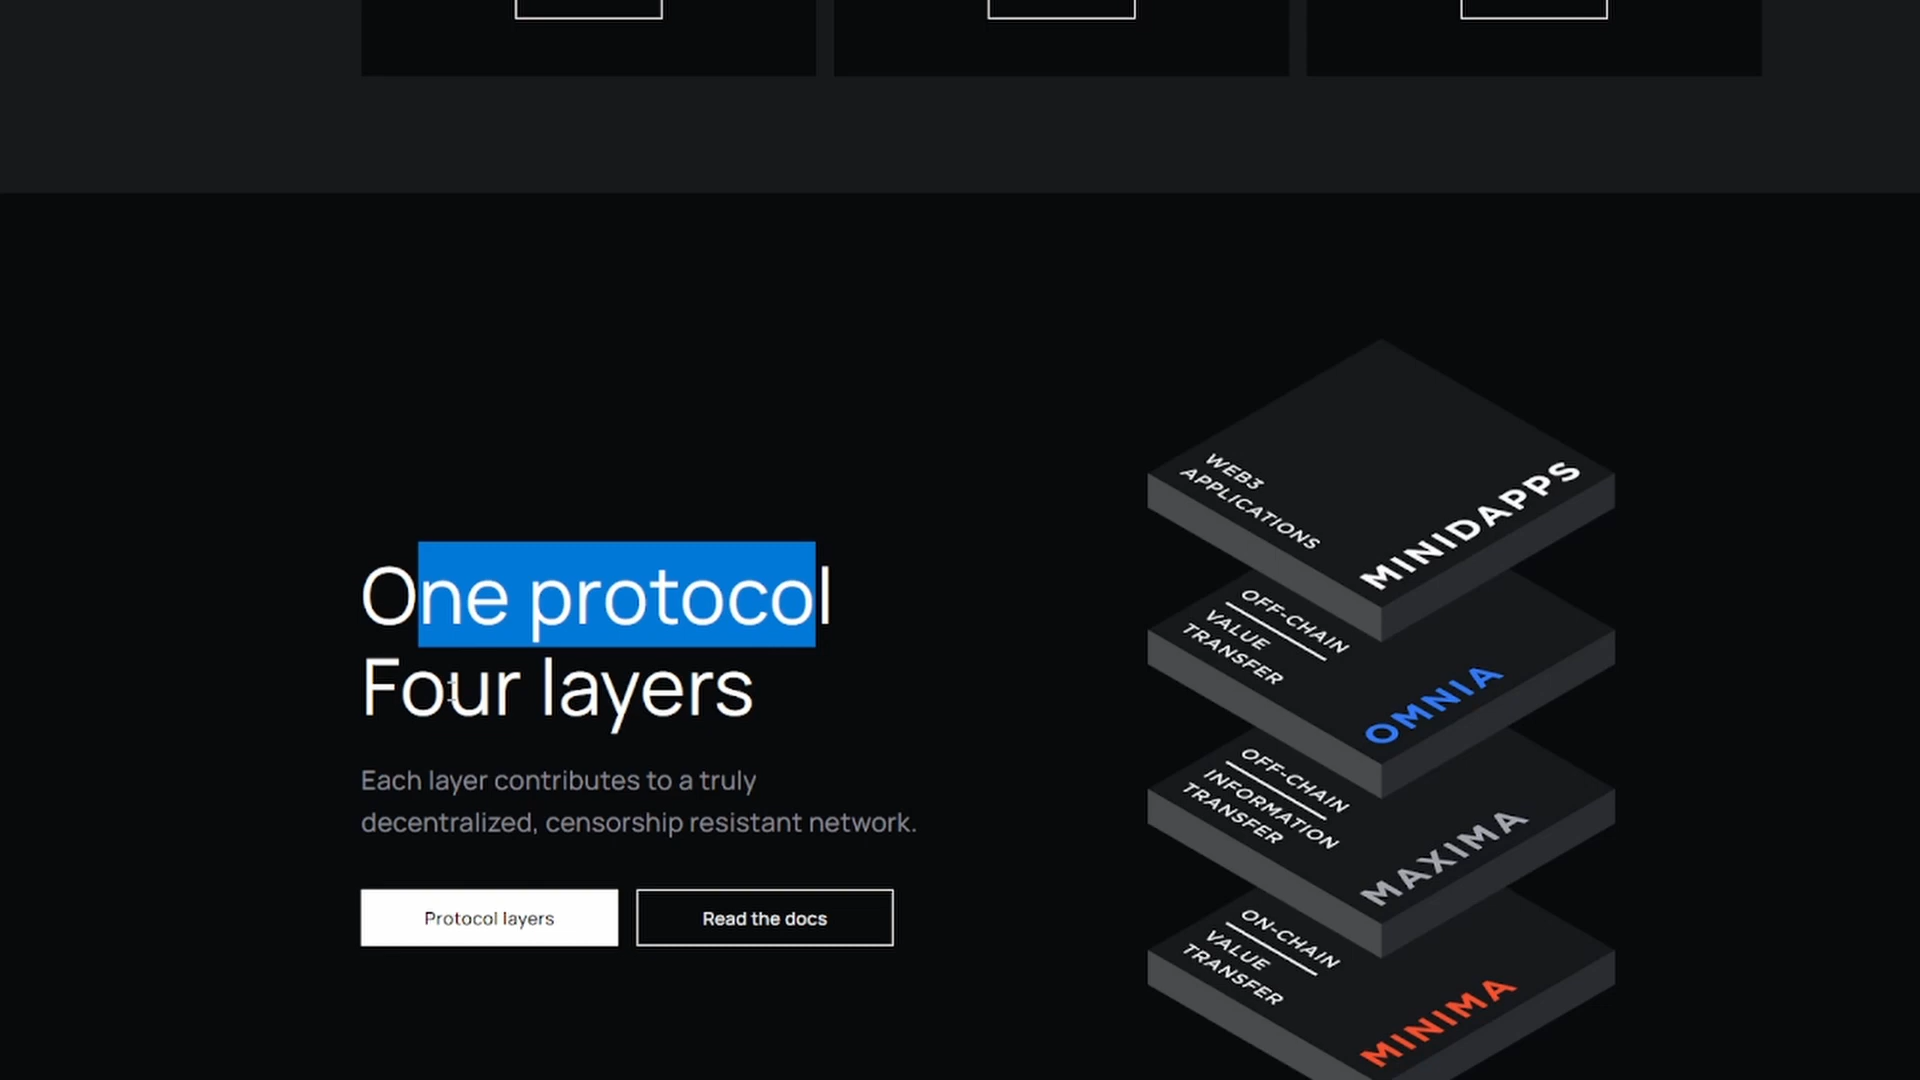 One protocol
Four layers
Each layer contributes to a truly
decentralized, censorship resistant network.
Protocol layers
Read the docs
WEB3
APPLICATIONS
MINIDAPPS
OFF-CHAIN
VALUE
TRANSFER
OMNIA
OFF-CHAIN
INFORMATION
TRANSFER
MAXIMA
ON-CHAIN
VALUE
TRANSFER
MINIMA